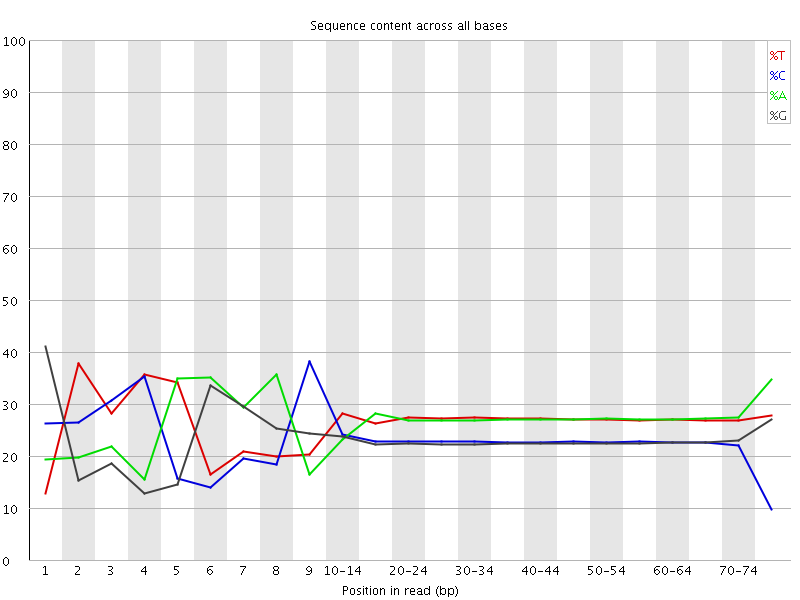 Sequence content across all bases
100
90
80
70
60
50
40
30
20
10
0
%T
%C
%A
%G
1 2 3 4 5 6 7 8 9 10-14 20-24 30-34 40-44 50-54 60-64 70-74
Position in read (bp)